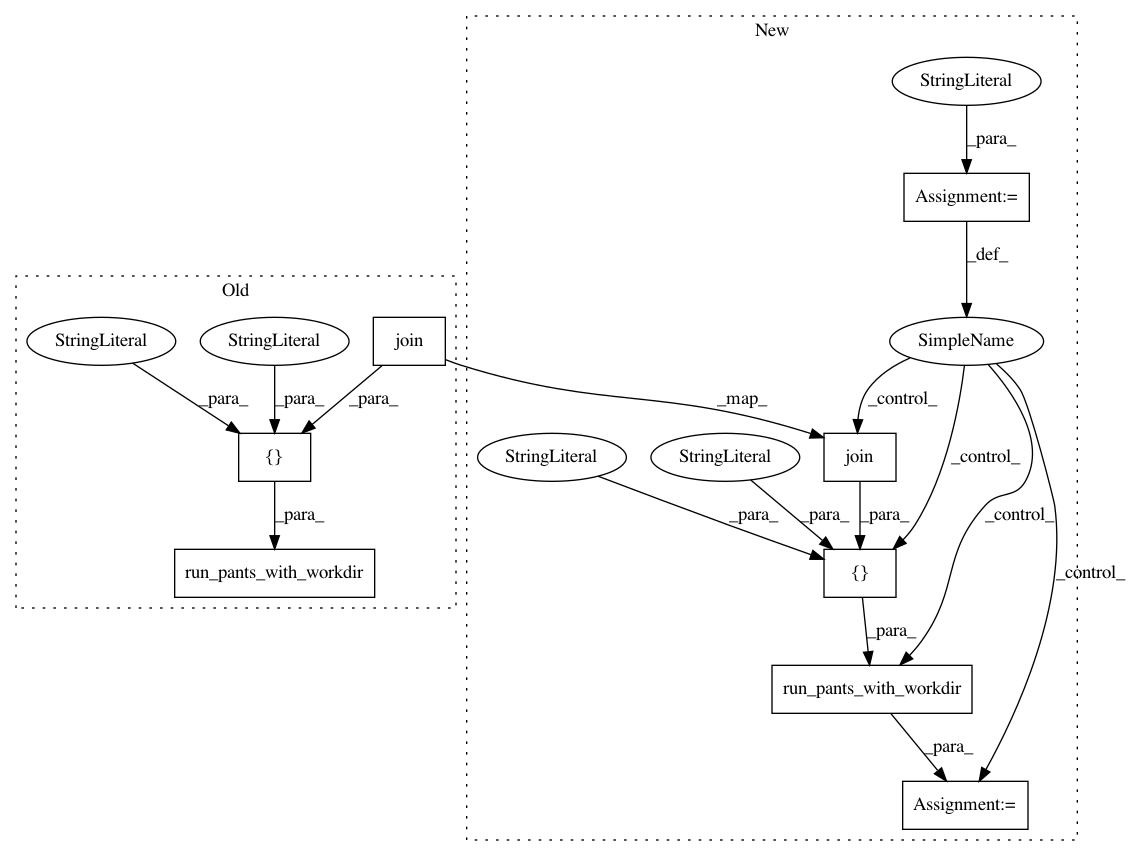 New
StringLiteral
_para_
Assignment:=
_def_
Old
StringLiteral
StringLiteral
join
SimpleName
_para_
_para_
_para_
_map_
_control_
{}
StringLiteral
StringLiteral
join
_control_
_para_
_para_
_para_
_para_
_control_
run_pants_with_workdir
{}
_control_
_para_
run_pants_with_workdir
_para_
Assignment:=